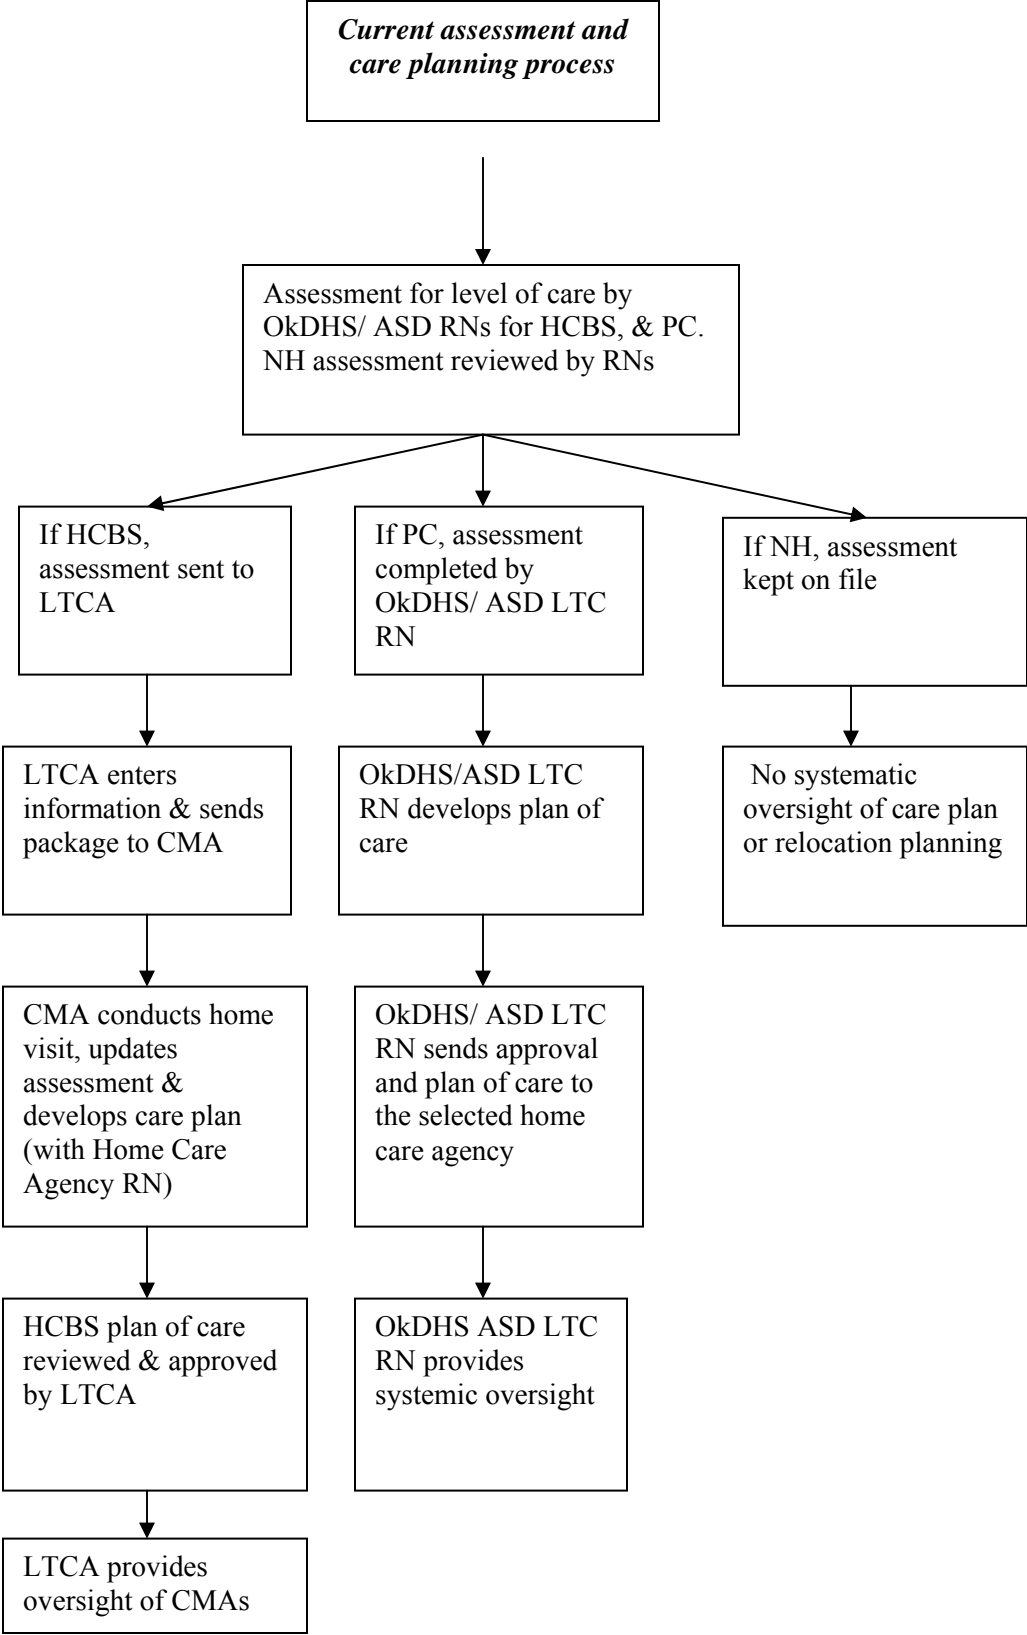 Current assessment and
care planning process
Assessment for level of care by
OkDHS/ ASD RNs for HCBS, & PC.
NH assessment reviewed by RNs
If HCBS,
assessment sent to
LTCA
If PC, assessment
completed by
OkDHS/ ASD LTC
RN
If NH, assessment
kept on file
LTCA enters
information & sends
package to CMA
OkDHS/ASD LTC
RN develops plan of
care
No systematic
oversight of care plan
or relocation planning
CMA conducts home
visit, updates
assessment &
develops care plan
(with Home Care
Agency RN)
OkDHS/ ASD LTC
RN sends approval
and plan of care to
the selected home
care agency
HCBS plan of care
reviewed & approved
by LTCA
OkDHS ASD LTC
RN provides
systemic oversight
LTCA provides
oversight of CMAs